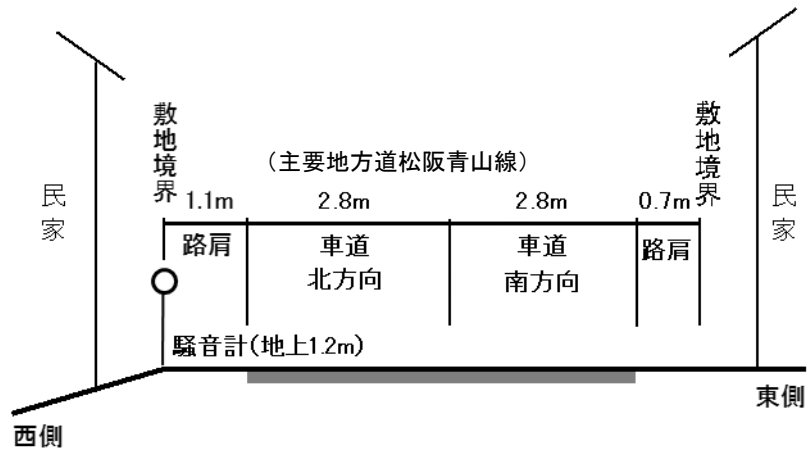 敷地境界
敷地境界
（主要地方道松阪青山線）
民家
民家
1.1m
2.8m
2.8m
0.7m
路肩
車道
北方向
車道
南方向
路肩
騒音計(地上1.2m)
東側
西側